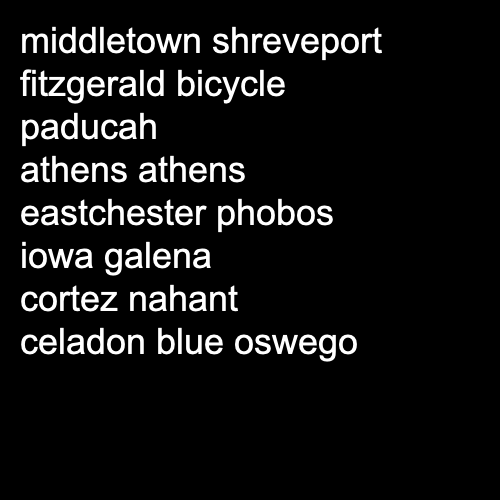 middletown shreveport
fitzgerald bicycle
paducah
athens athens
eastchester phobos
iowa galena
cortez nahant
celadon blue oswego